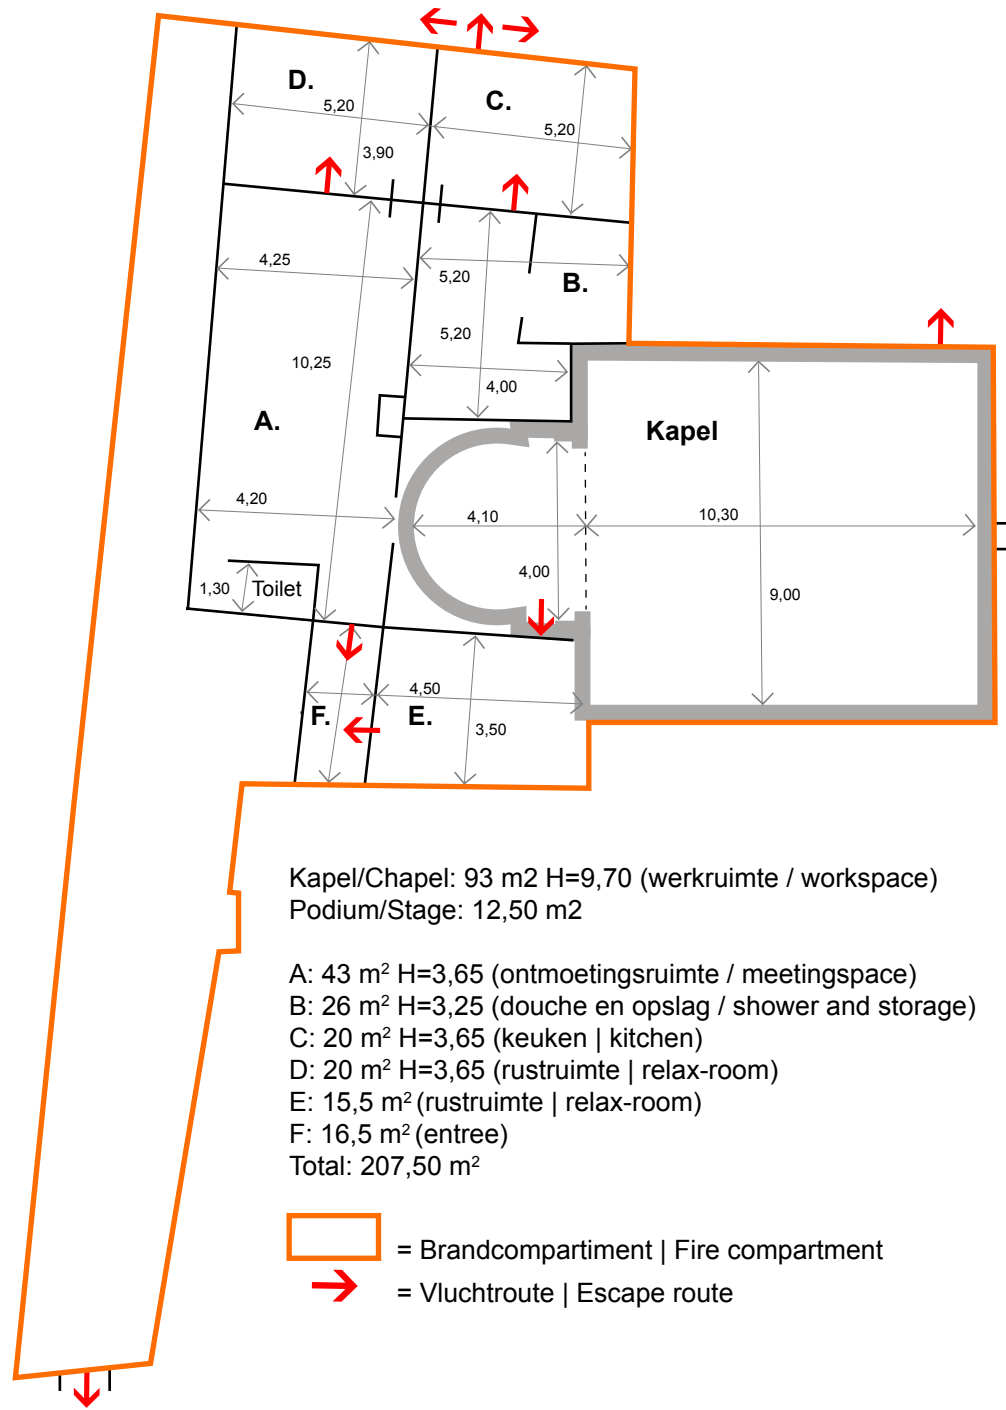 D.
C.
5,20
5,20
3,90
4,25
5,20
B.
5,20
10,25
4,00
A.
Kapel
4,20
4,10
10,30
4,00
1,30
Toilet
9,00
4,50
F.
E.
3,50
Kapel/Chapel: 93 m2 H=9,70 (werkruimte / workspace)
Podium/Stage: 12,50 m2
A: 43 m² H=3,65 (ontmoetingsruimte / meetingspace)
B: 26 m² H=3,25 (douche en opslag / shower and storage)
C: 20 m² H=3,65 (keuken | kitchen)
D: 20 m² H=3,65 (rustruimte | relax-room)
E: 15,5 m² (rustruimte | relax-room)
F: 16,5 m² (entree)
Total: 207,50 m²
= Brandcompartiment | Fire compartment
= Vluchtroute | Escape route